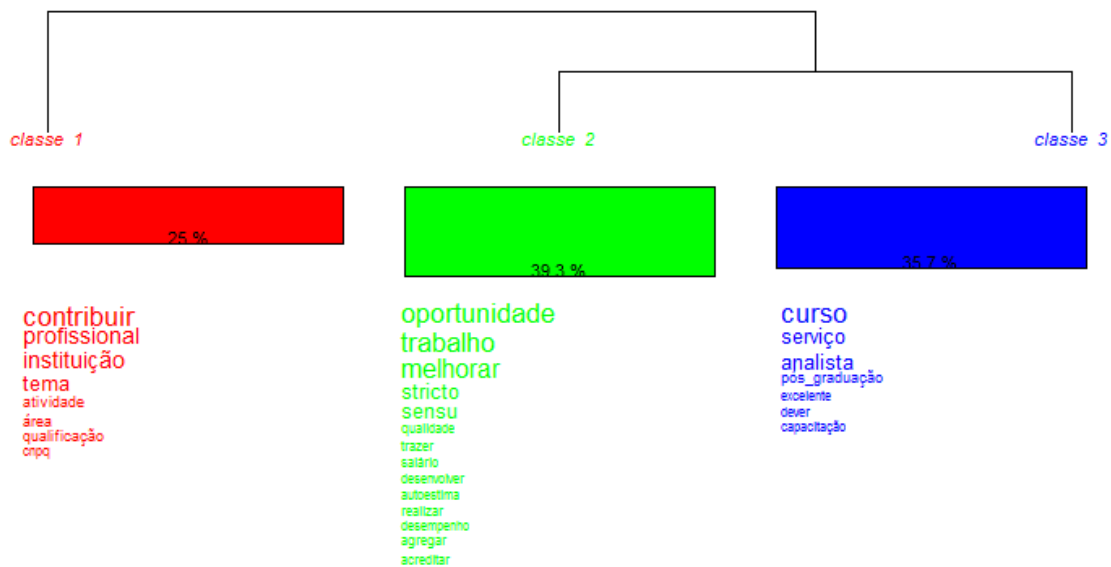 classe 1
classe 2
classe 3
25 %
39.3 %
35.7 %
contribuir
profissional
instituição
tema
atividade
área
qualificação
cnpq
oportunidade
trabalho
melhorar
stricto
sensu
qualidade
trazer
salário
desenvolver
autoestima
realizar
desempenho
agregar
acreditar
curso
serviço
analista
pós_graduação
excelente
dever
capacitação